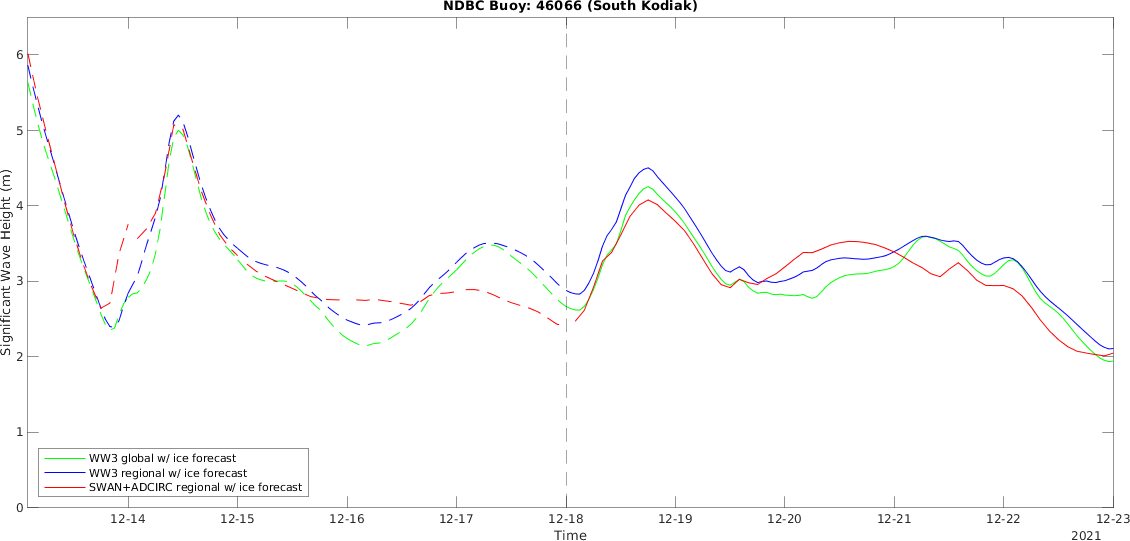 NDBC Buoy: 46066 (South Kodiak)
Significant Wave Height (m)
6
5
4
3
2
1
0
WW3 global w/ ice forecast
WW3 regional w/ ice forecast
SWAN+ADCIRC regional w/ ice forecast
12-14 12-15 12-16 12-17 12-18 12-19 12-20 12-21 12-22 12-23
Time
2021